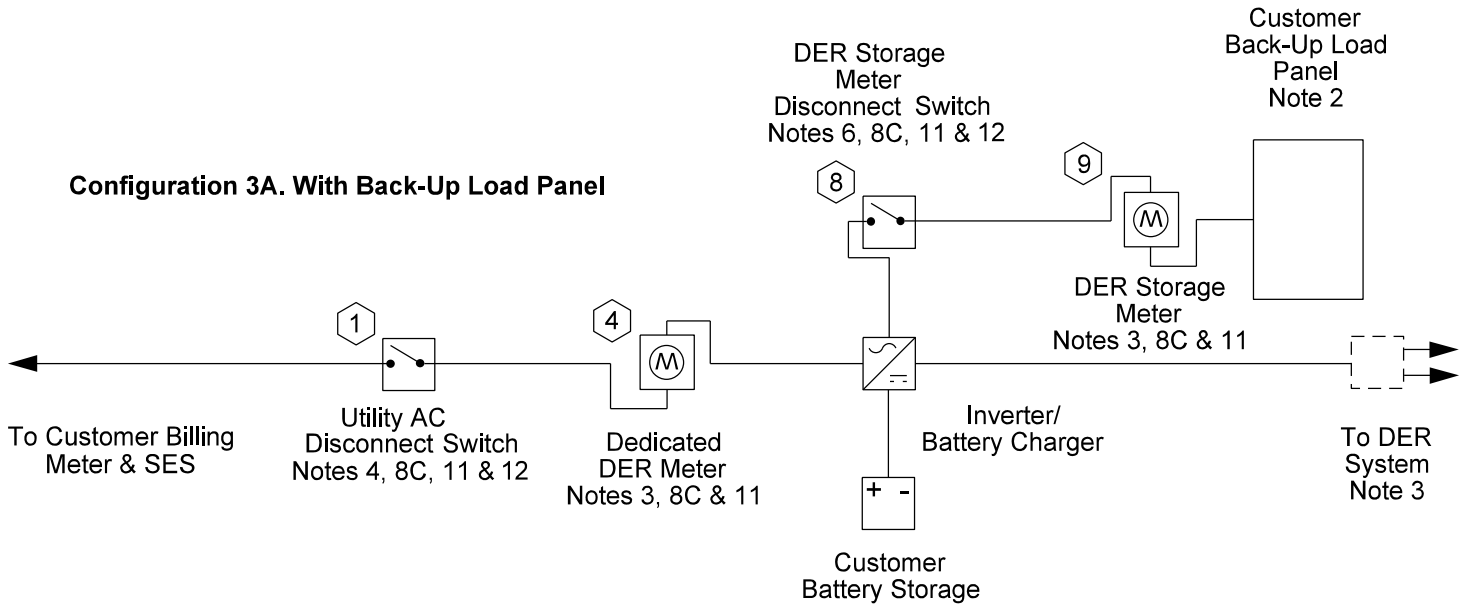 Customer
Back-Up Load
Panel
Note 2
DER Storage
Meter
Disconnect Switch
Notes 6, 8C, 11 & 12
Configuration 3A. With Back-Up Load Panel
8
9
M
DER Storage
Meter
Notes 3, 8C & 11
1
4
M
To Customer Billing
Meter & SES
Utility AC
Disconnect Switch
Notes 4, 8C, 11 & 12
Dedicated
DER Meter
Notes 3, 8C & 11
Inverter/
Battery Charger
To DER
System
Note 3
+ -
Customer
Battery Storage